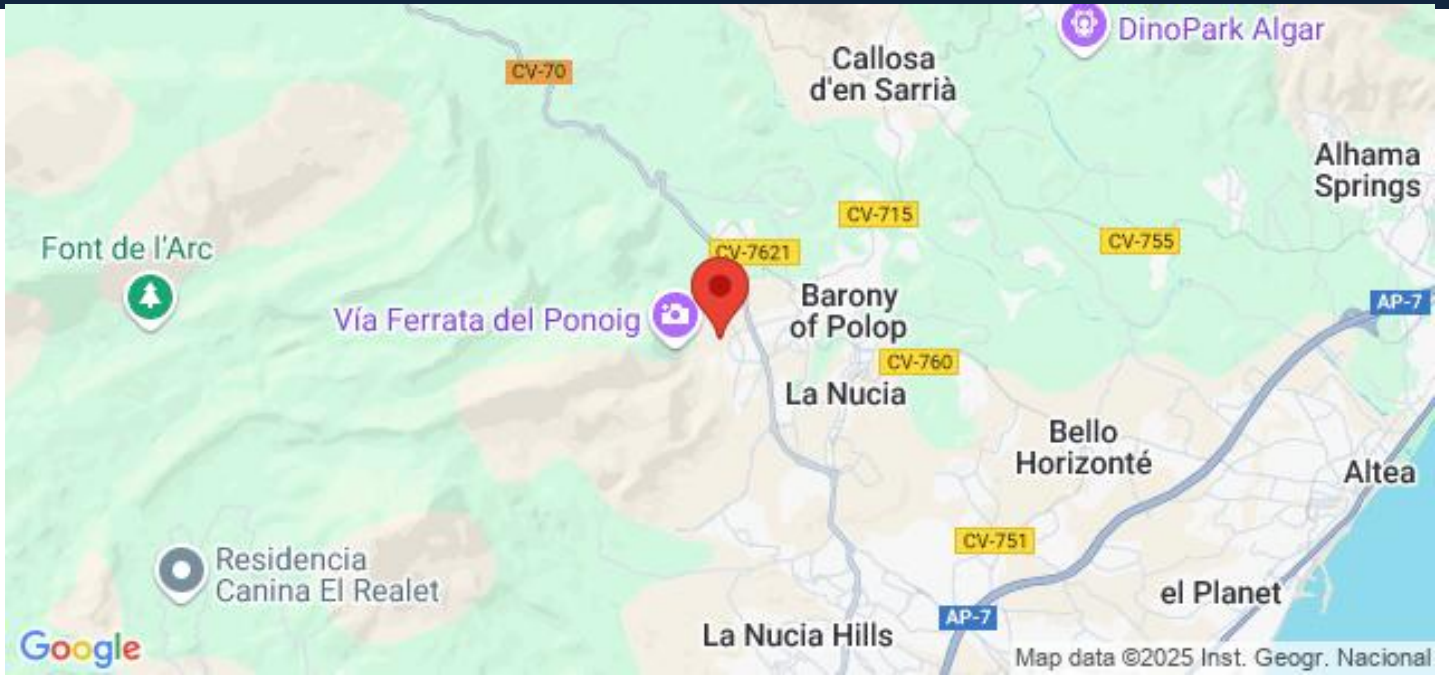 DinoPark Algar
Callosa
d'en Sarrià
CV-70
Alhama
Springs
CV-715
CV-755
Font de l'Arc
CV-7621
Vía Ferrata del Ponoig
Barony
of Polop
AP-7
CV-760
La Nucia
Bello
Horizonté
Altea
CV-751
Residencia
Canina El Realet
el Planet
AP-7
La Nucia Hills
Google
Map data ©2025 Inst. Geogr. Nacional